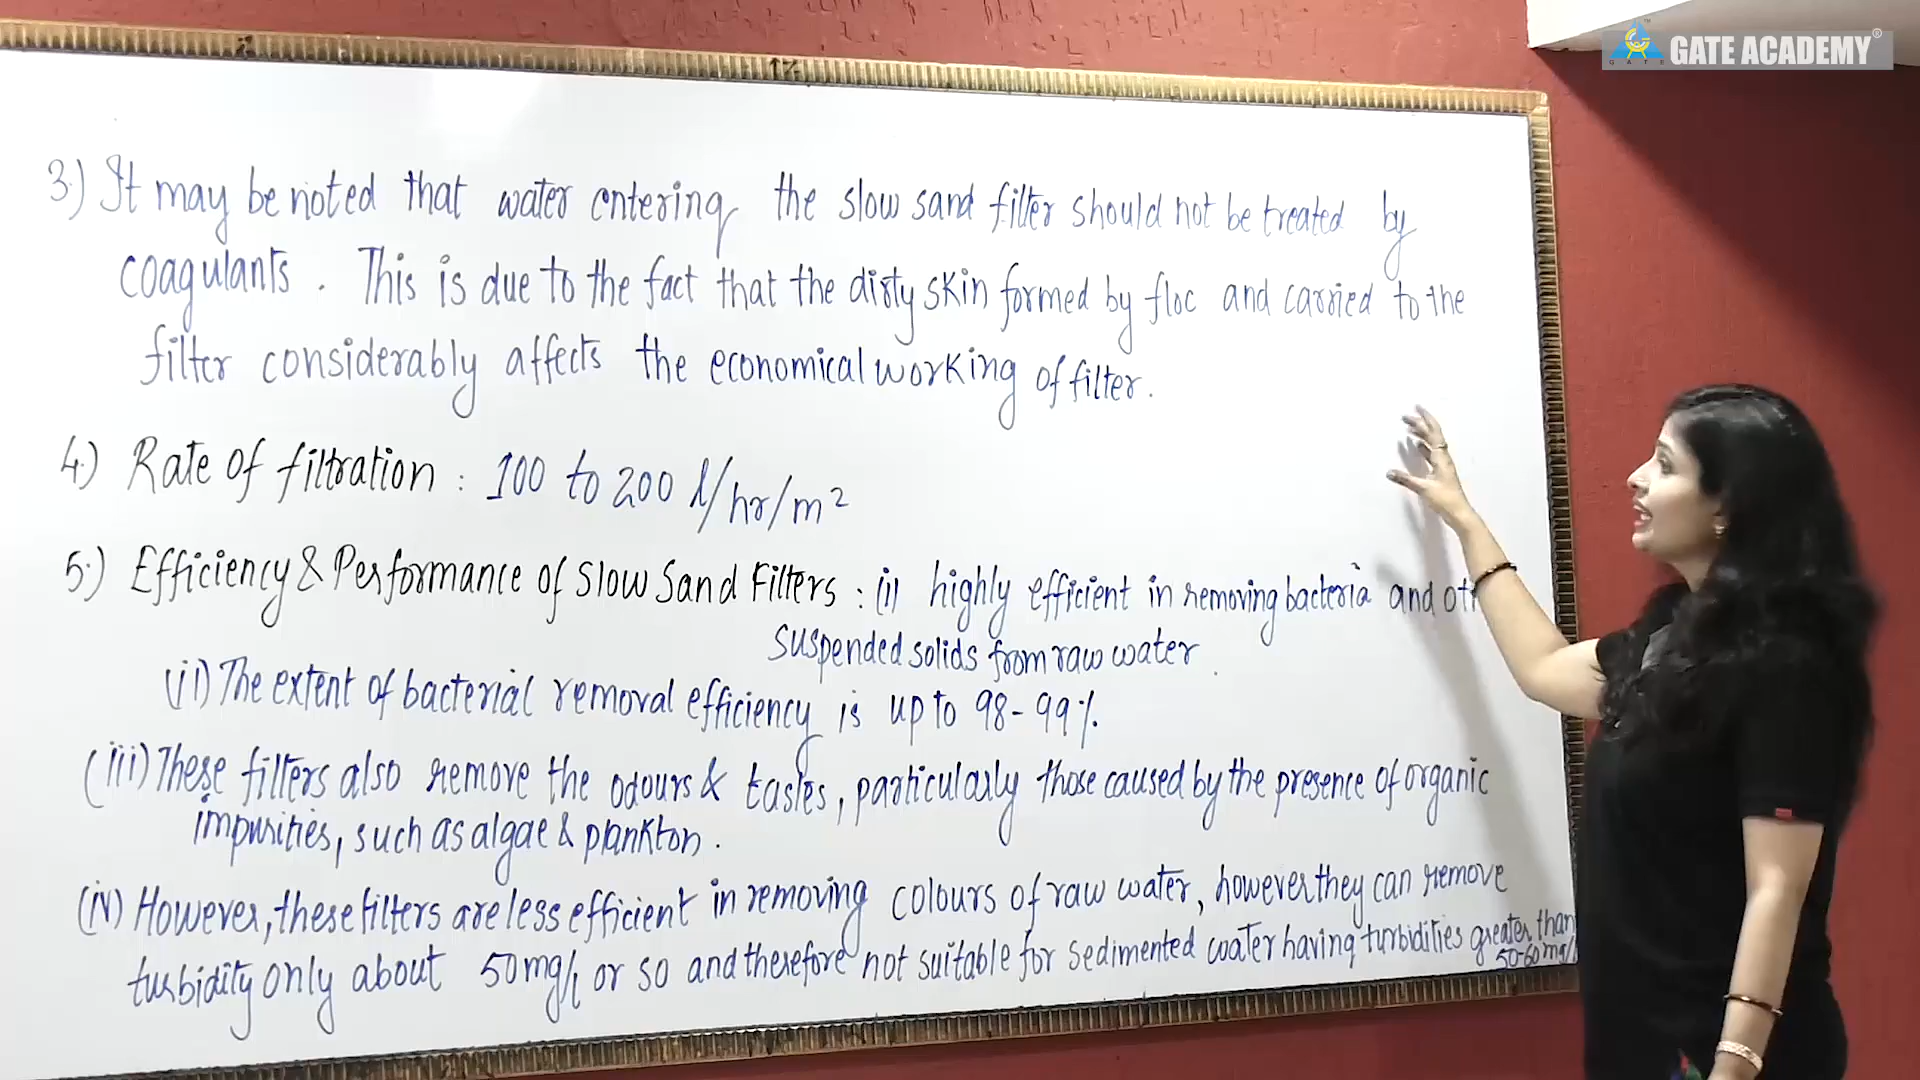 GATE ACADEMY®
GATE
3.) It may be noted that water entering the slow sand filter should not be treated by
coagulants. This is due to the fact that the dirty skin formed by floc and carried to the
filter considerably affects the economical working of filter.
4.) Rate of filtration : 100 to 200 l/hr/m²
5.) Efficiency & Performance of Slow Sand Filters : (i) highly efficient in removing bacteria and
suspended solids from raw water.
(ii) The extent of bacterial removal efficiency is up to 98-99%
(iii) These filters also remove the odours & tastes, particularly those caused by the presence of organic
impurities, such as algae & plankton.
(iv) However, these filters are less efficient in removing colours of raw water, however they can remove
turbidity only about 50mg/l or so and therefore not suitable for sedimented water having turbidities greater than
50-60mg/l